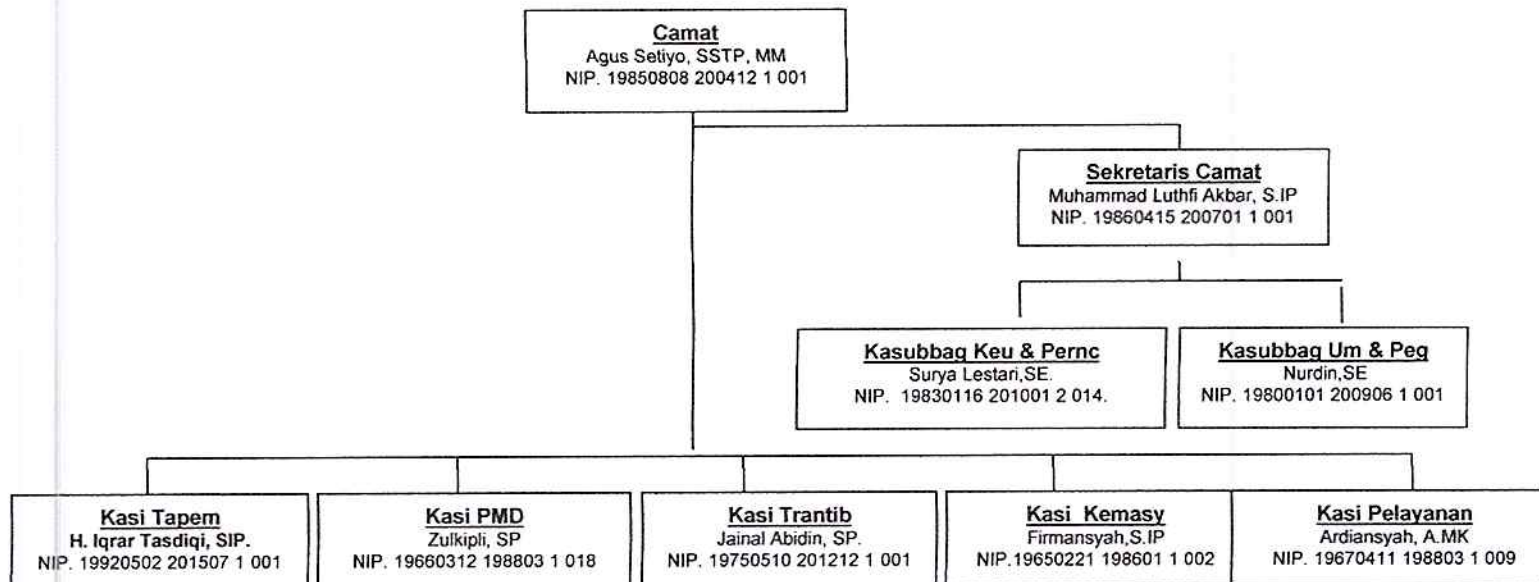 Camat
Agus Setiyo, SSTP, MM
NIP. 19850808 200412 1 001
Sekretaris Camat
Muhammad Luthfi Akbar, S.IP
NIP. 19860415 200701 1 001
Kasubbag Keu & Pernc
Surya Lestari,SE.
NIP. 19830116 201001 2 014.
Kasubbag Um & Peg
Nurdin,SE
NIP. 19800101 200906 1 001
Kasi Tapem
H. Iqrar Tasdiqi, SIP.
NIP. 19920502 201507 1 001
Kasi PMD
Zulkipli, SP
NIP. 19660312 198803 1 018
Kasi Trantib
Jainal Abidin, SP.
NIP. 19750510 201212 1 001
Kasi Kemasy
Firmansyah,S.IP
NIP.19650221 198601 1 002
Kasi Pelayanan
Ardiansyah, A.MK
NIP. 19670411 198803 1 009